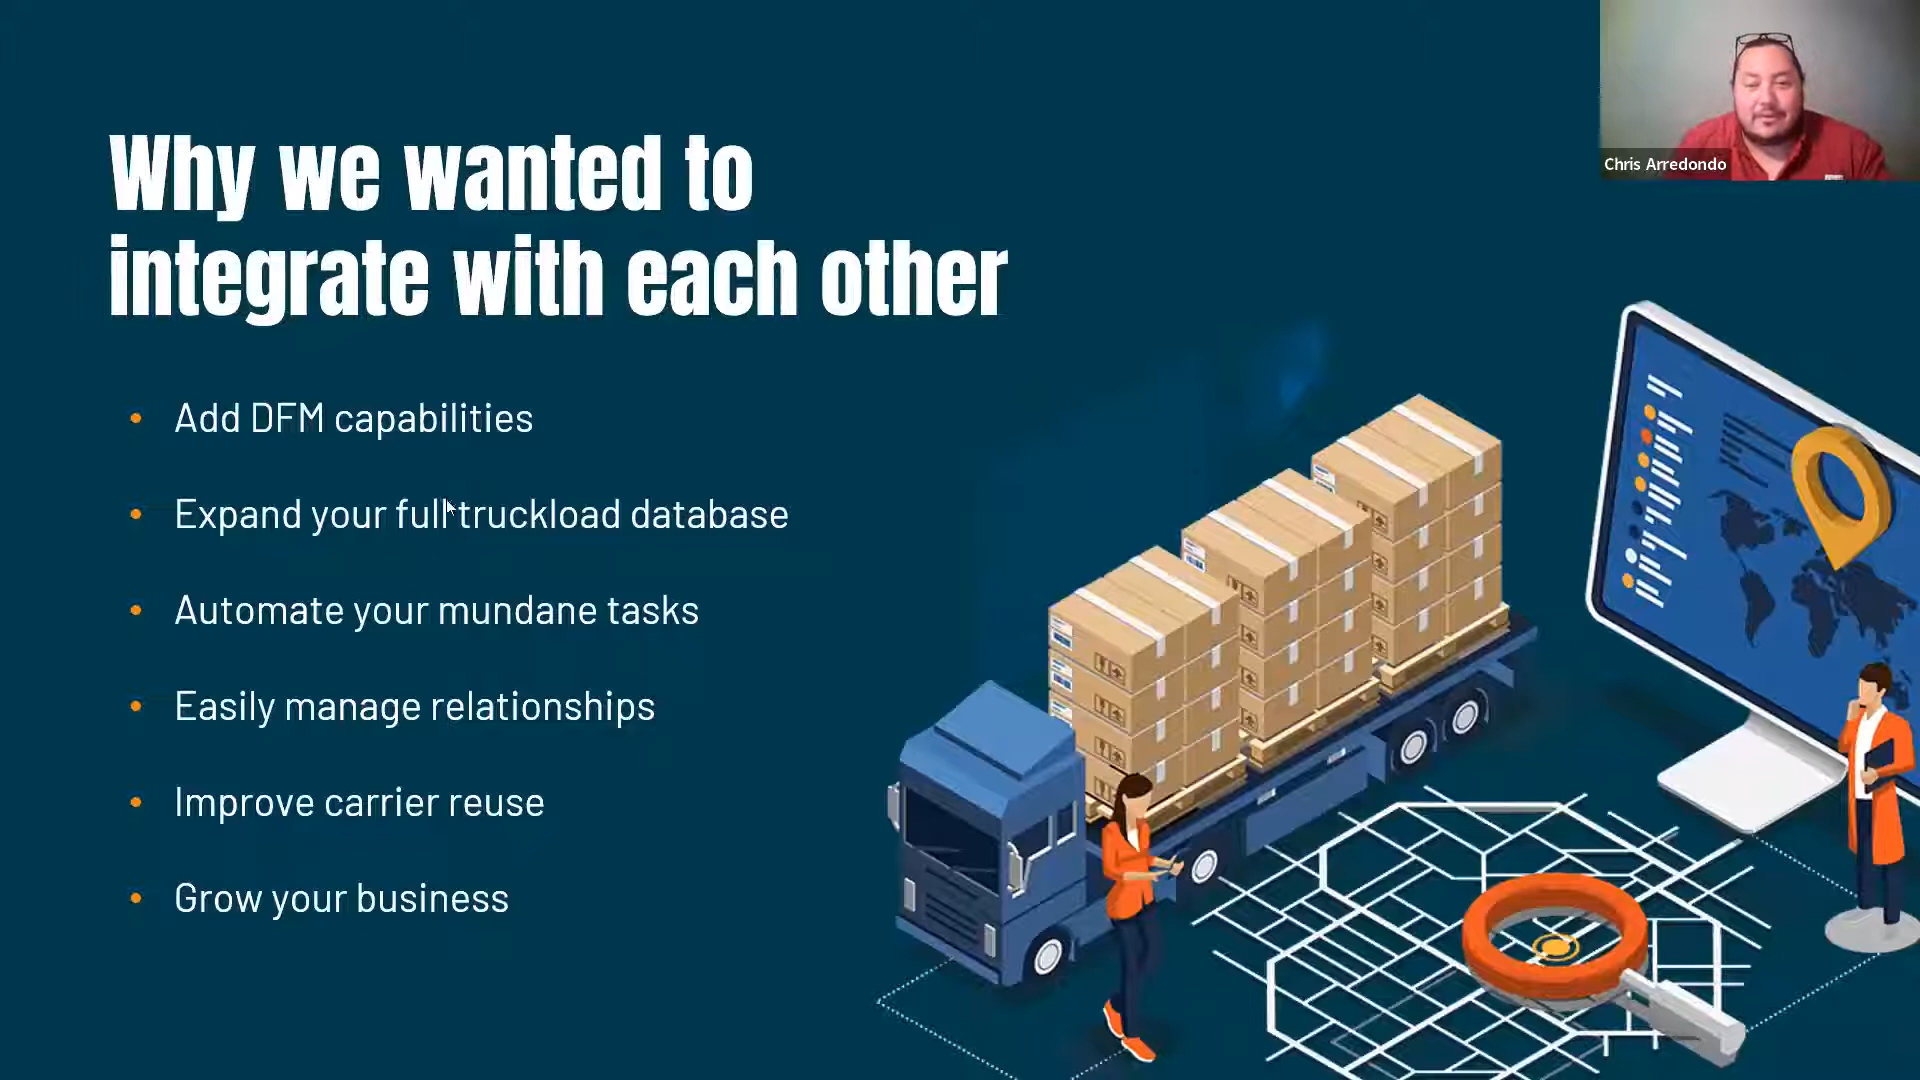 Why we wanted to
integrate with each other
• Add DFM capabilities
• Expand your full truckload database
• Automate your mundane tasks
• Easily manage relationships
• Improve carrier reuse
• Grow your business
Chris Arredondo